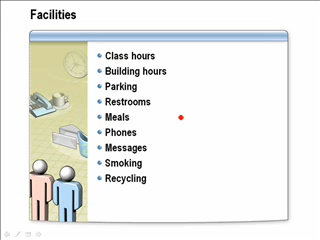 Facilities
Class hours
Building hours
Parking
Restrooms
Meals
Phones
Messages
Smoking
Recycling